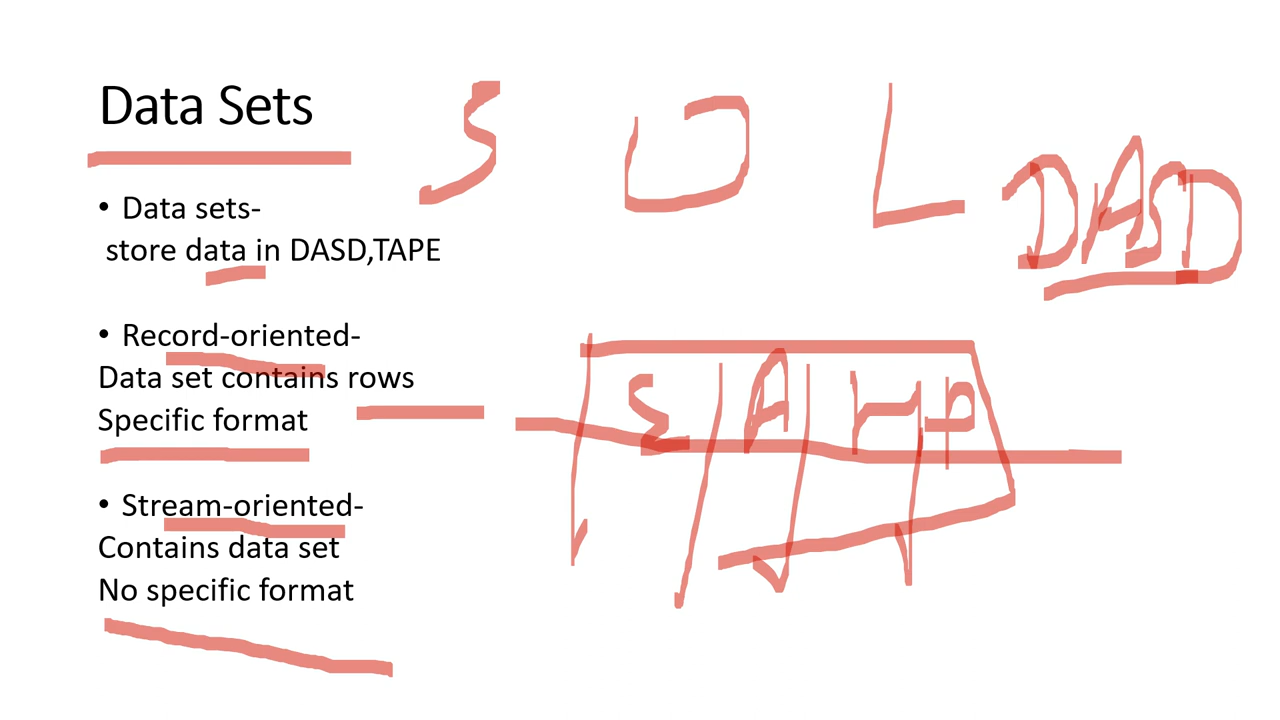 Data Sets
• Data sets-
store data in DASD,TAPE
DASD
• Record-oriented-
Data set contains rows
Specific format
• Stream-oriented-
Contains data set
No specific format